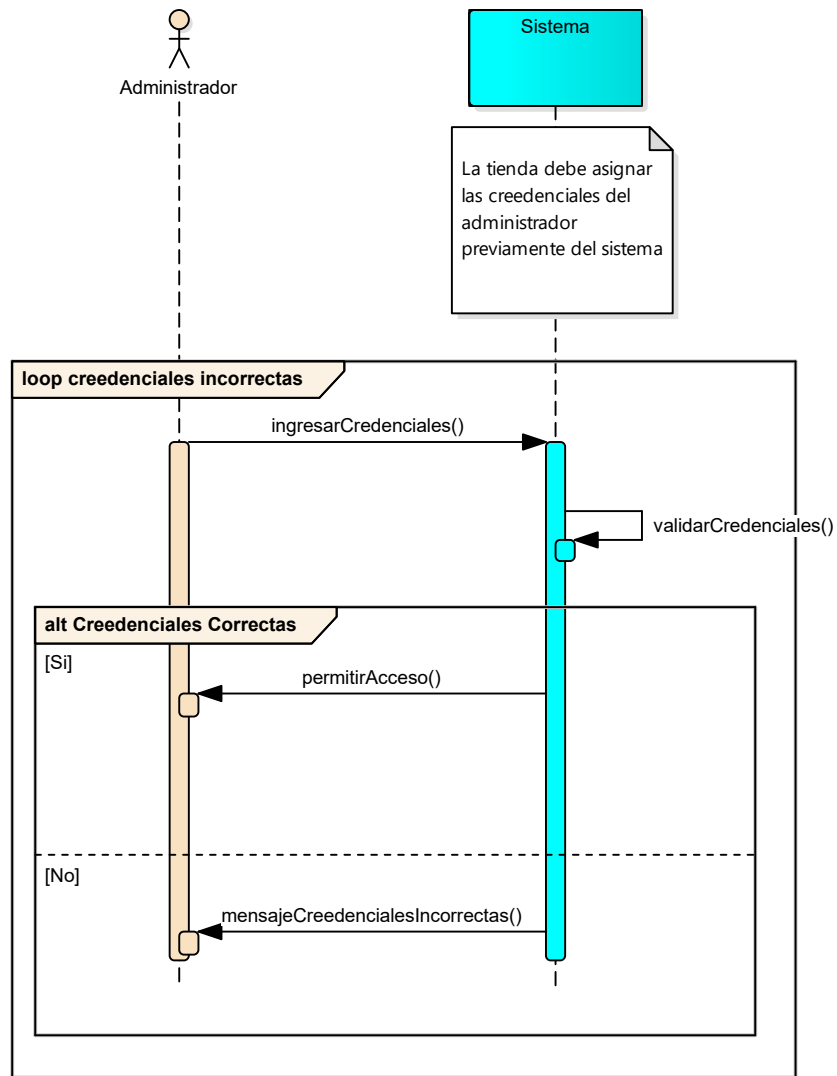 Administrador
Sistema
La tienda debe asignar
las creedenciales del
administrador
previamente del sistema
loop creedenciales incorrectas
ingresarCredenciales()
validarCredenciales()
alt Creedenciales Correctas
[Si]
permitirAcceso()
[No]
mensajeCreedencialesIncorrectas()